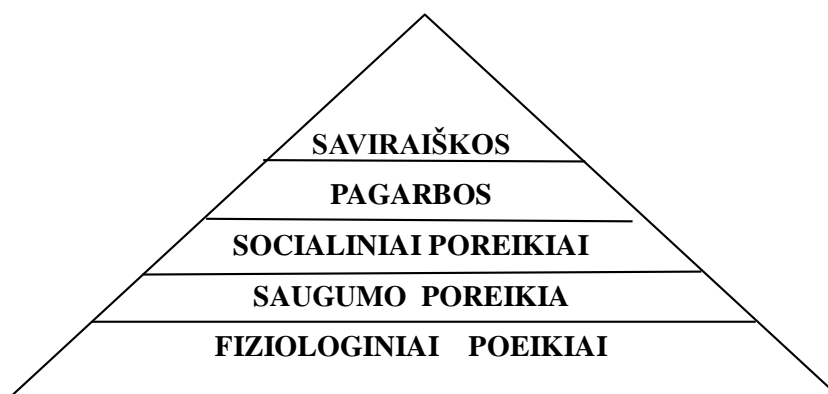 SAVIRAIŠKOS
PAGARBOS
SOCIALINIAI POREIKIAI
SAUGUMO POREIKIA
FIZIOLOGINIAI POEIKIAI